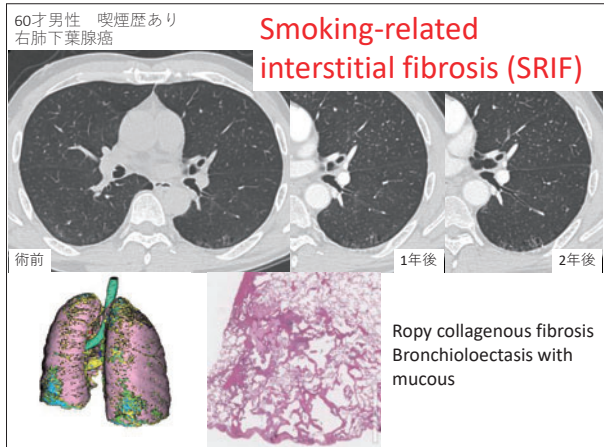 60才男性　喫煙歴あり
右肺下葉腺癌
Smoking-related
interstitial fibrosis (SRIF)
術前
1年後
2年後
Ropy collagenous fibrosis
Bronchioloectasis with
mucous